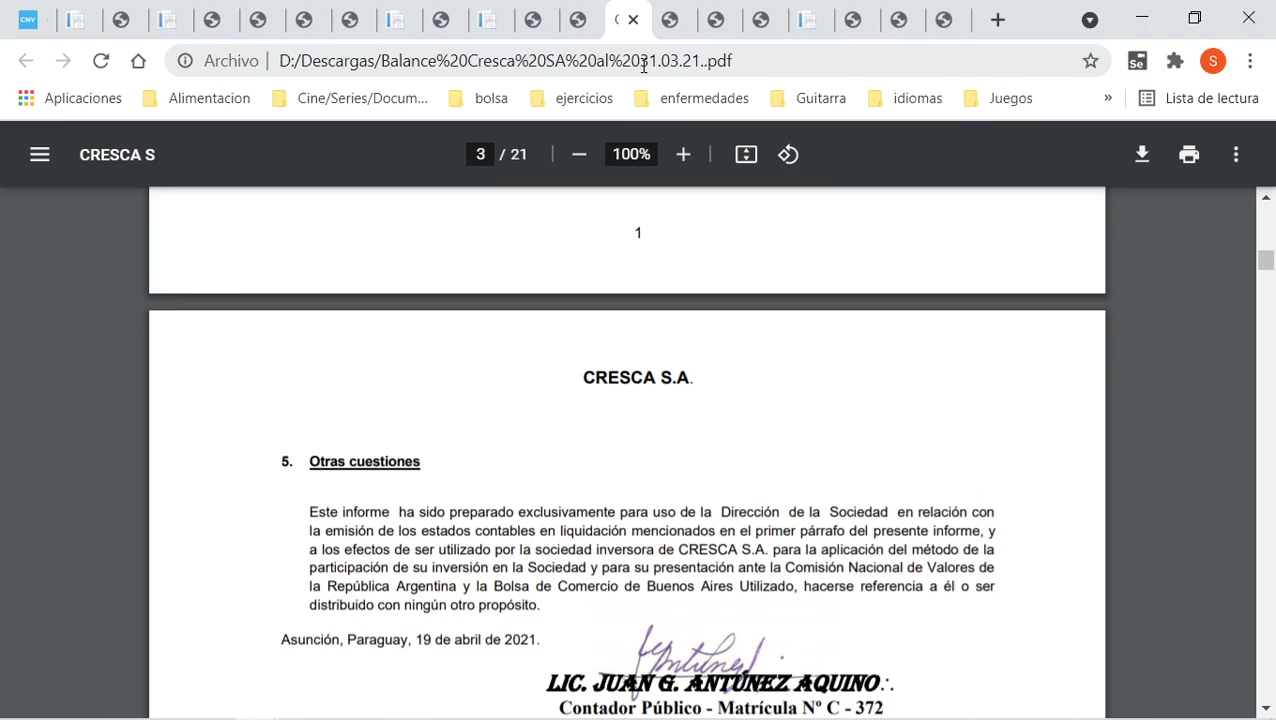 CNV
Archivo
D:/Descargas/Balance%20Cresca%20SA%20al%2031.03.21..pdf
Se
S
Aplicaciones
Alimentacion
Cine/Series/Docum...
bolsa
ejercicios
enfermedades
Guitarra
idiomas
Juegos
»
Lista de lectura
CRESCA S
3 / 21
100%
1
CRESCA S.A.
5. Otras cuestiones
Este informe ha sido preparado exclusivamente para uso de la Dirección de la Sociedad en relación con
la emisión de los estados contables en liquidación mencionados en el primer párrafo del presente informe, y
a los efectos de ser utilizado por la sociedad inversora de CRESCA S.A. para la aplicación del método de la
participación de su inversión en la Sociedad y para su presentación ante la Comisión Nacional de Valores de
la República Argentina y la Bolsa de Comercio de Buenos Aires Utilizado, hacerse referencia a él o ser
distribuido con ningún otro propósito.
Asunción, Paraguay, 19 de abril de 2021.
LIC. JUAN G. ANTÚNEZ AQUINO∴
Contador Público - Matrícula Nº C - 372